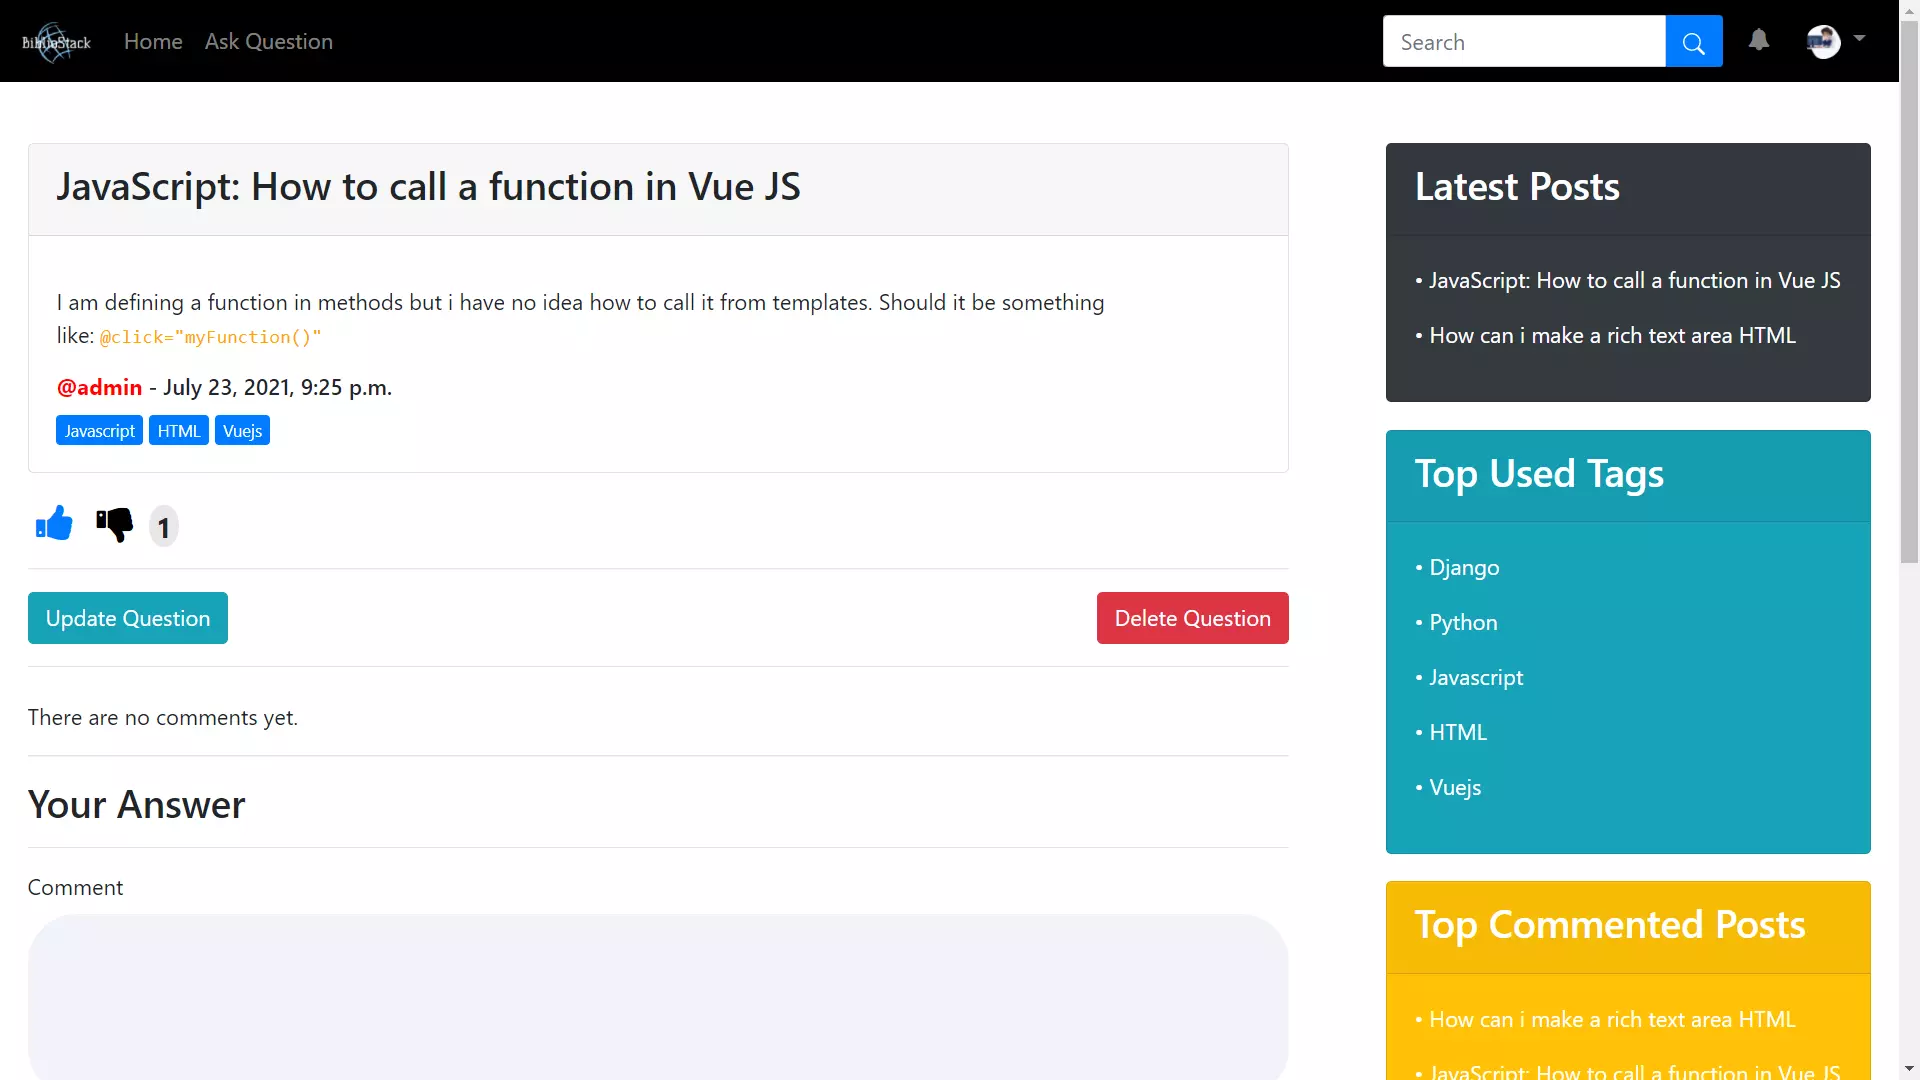 BiblioStack Home Ask Question Search
JavaScript: How to call a function in Vue JS
I am defining a function in methods but i have no idea how to call it from templates. Should it be something
like: @click="myFunction()"
@admin - July 23, 2021, 9:25 p.m.
Javascript HTML Vuejs
1
Update Question Delete Question
There are no comments yet.
Your Answer
Comment
Latest Posts
• JavaScript: How to call a function in Vue JS
• How can i make a rich text area HTML
Top Used Tags
• Django
• Python
• Javascript
• HTML
• Vuejs
Top Commented Posts
• How can i make a rich text area HTML
• JavaScript: How to call a function in Vue JS